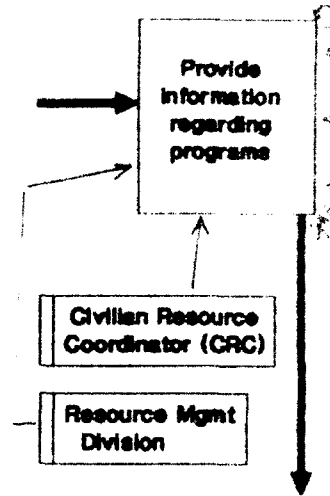 Provide
information
regarding
programs
Civilian Resource
Coordinator (CRC)
Resource Mgmt
Division